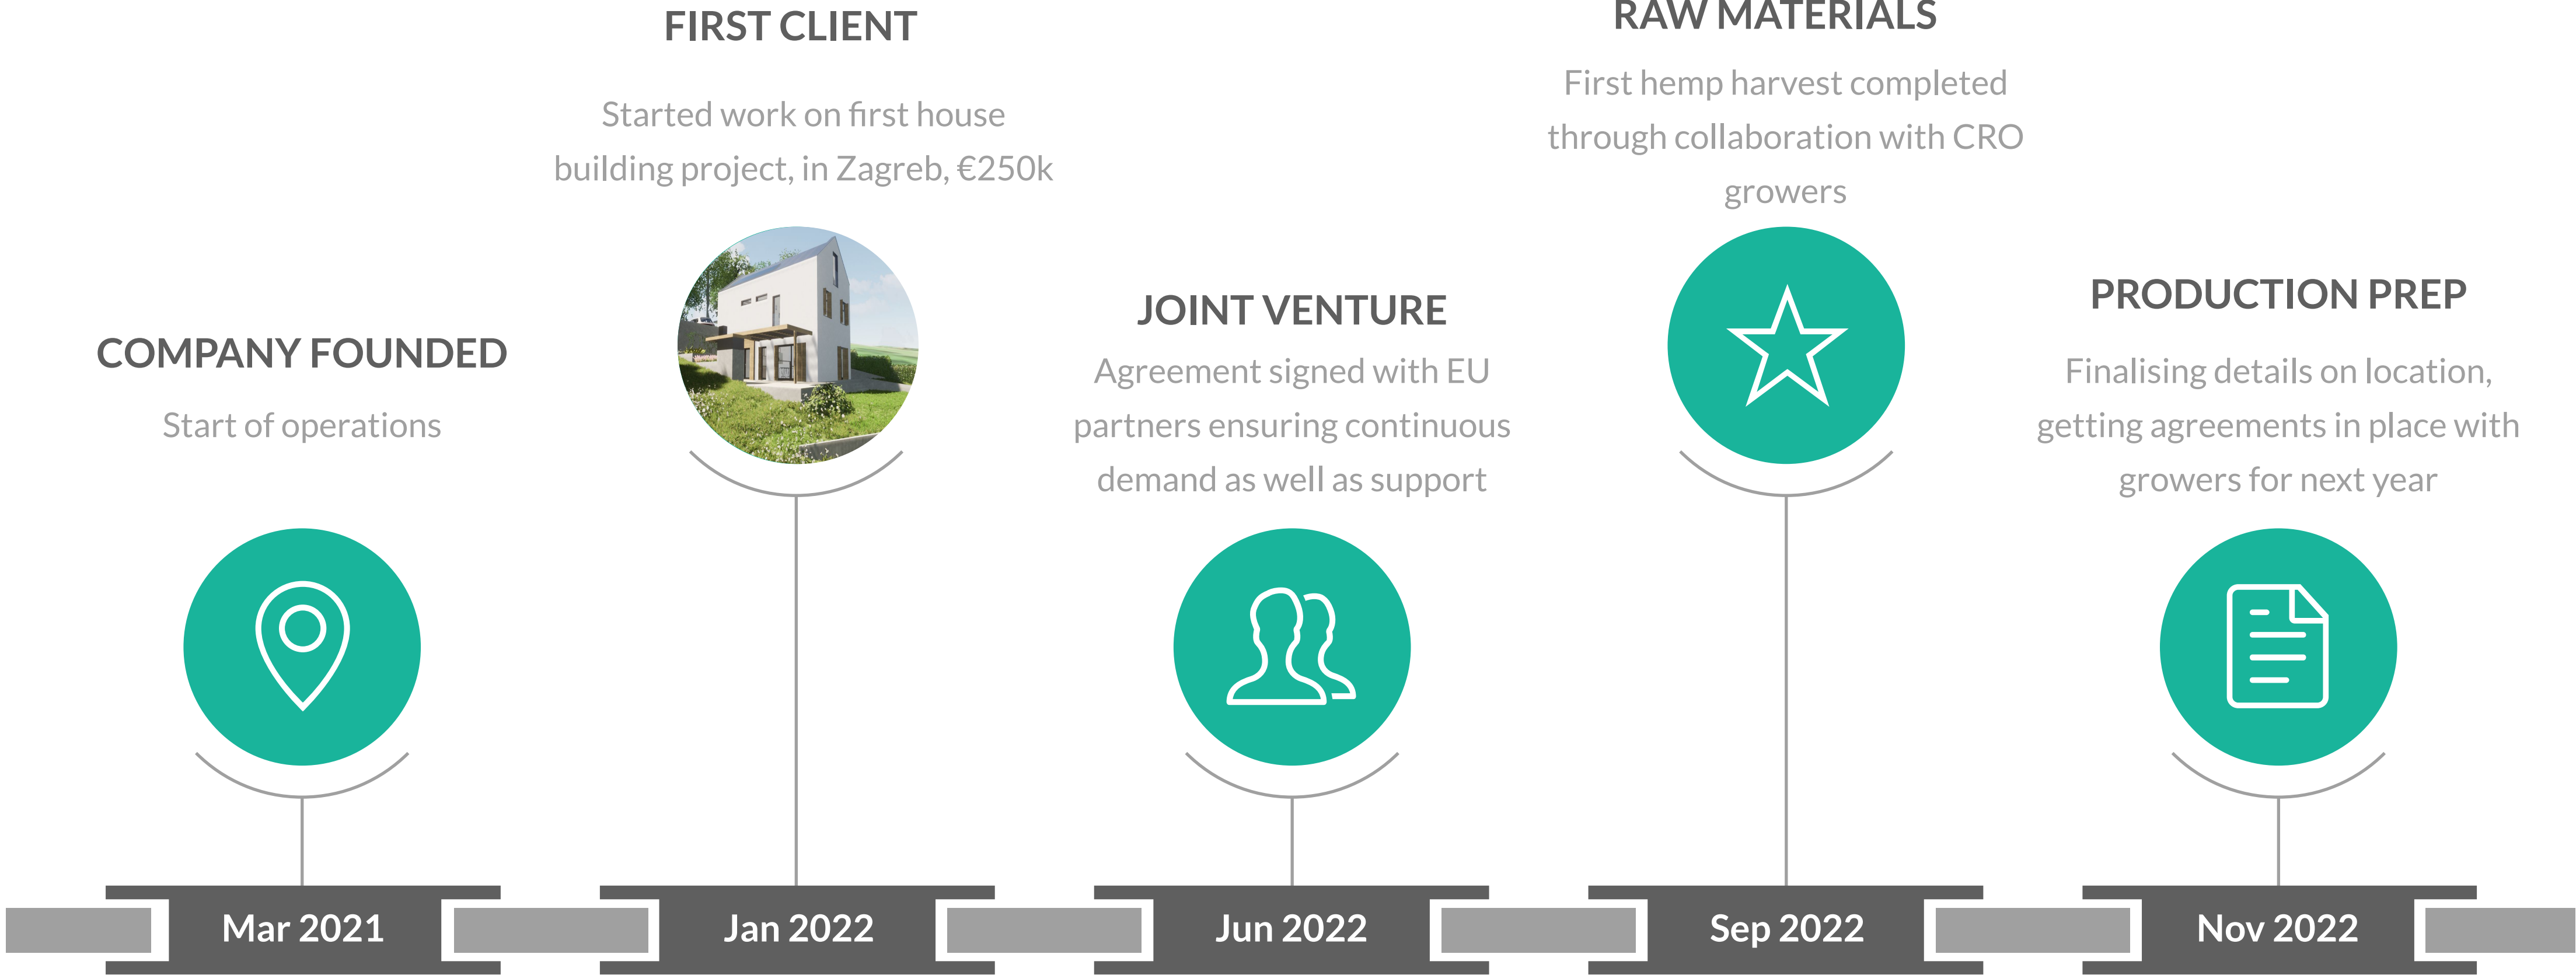 FIRST CLIENT
Started work on first house
building project, in Zagreb, €250k
RAW MATERIALS
First hemp harvest completed
through collaboration with CRO
growers
COMPANY FOUNDED
Start of operations
JOINT VENTURE
Agreement signed with EU
partners ensuring continuous
demand as well as support
PRODUCTION PREP
Finalising details on location,
getting agreements in place with
growers for next year
Mar 2021
Jan 2022
Jun 2022
Sep 2022
Nov 2022